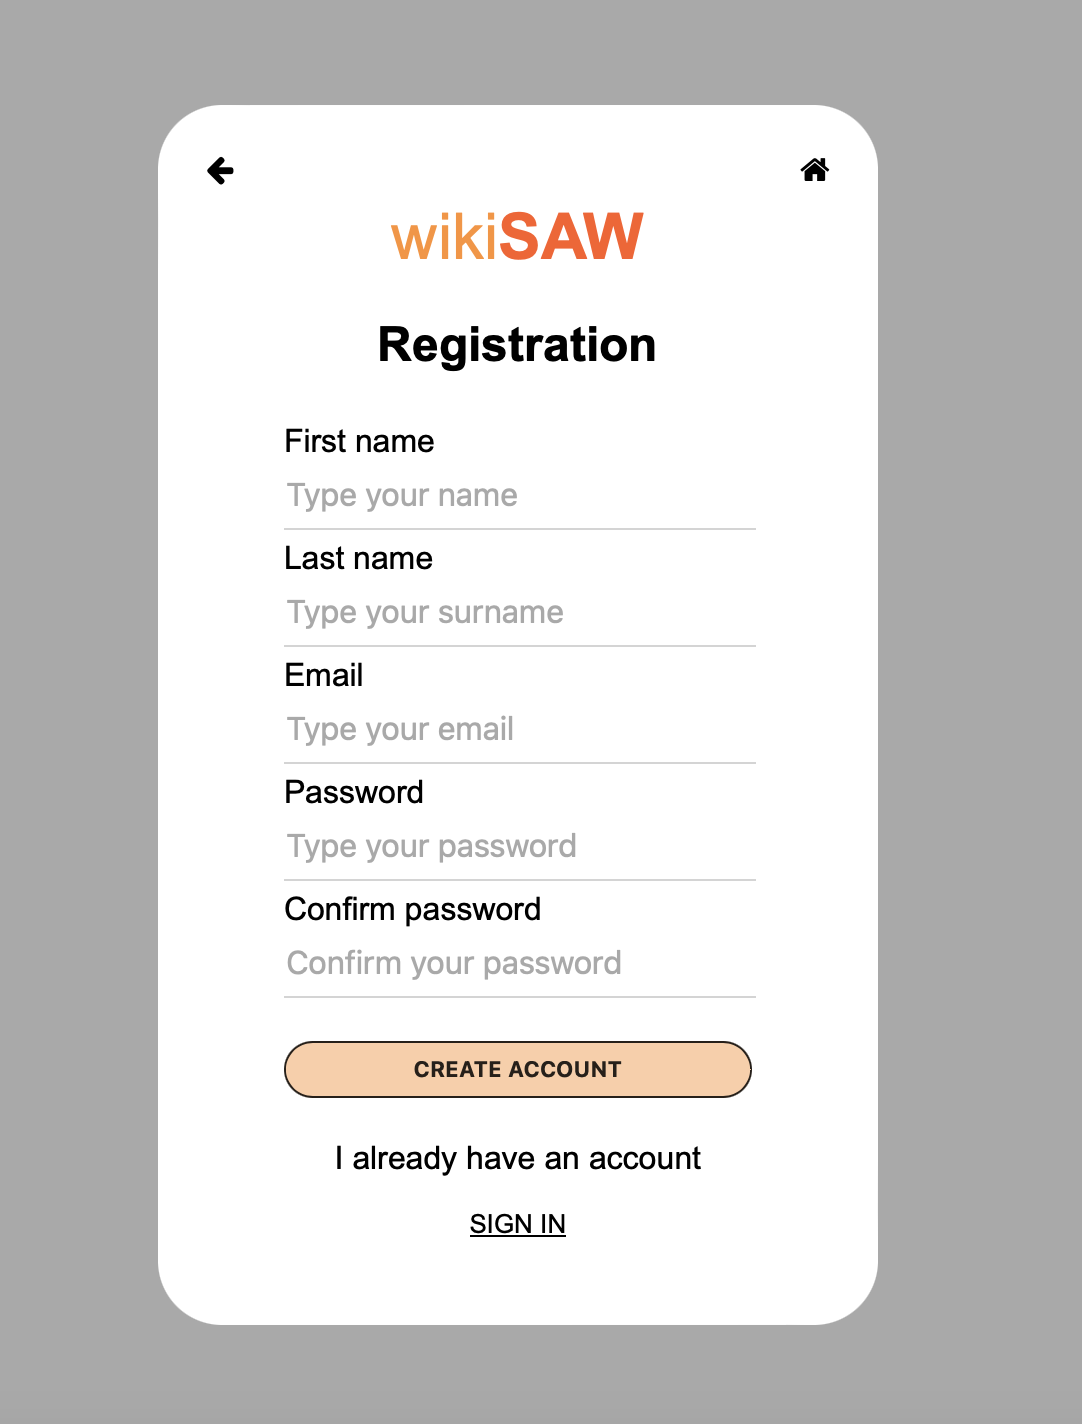 wikiSAW
Registration
First name
Type your name
Last name
Type your surname
Email
Type your email
Password
Type your password
Confirm password
Confirm your password
CREATE ACCOUNT
I already have an account
SIGN IN